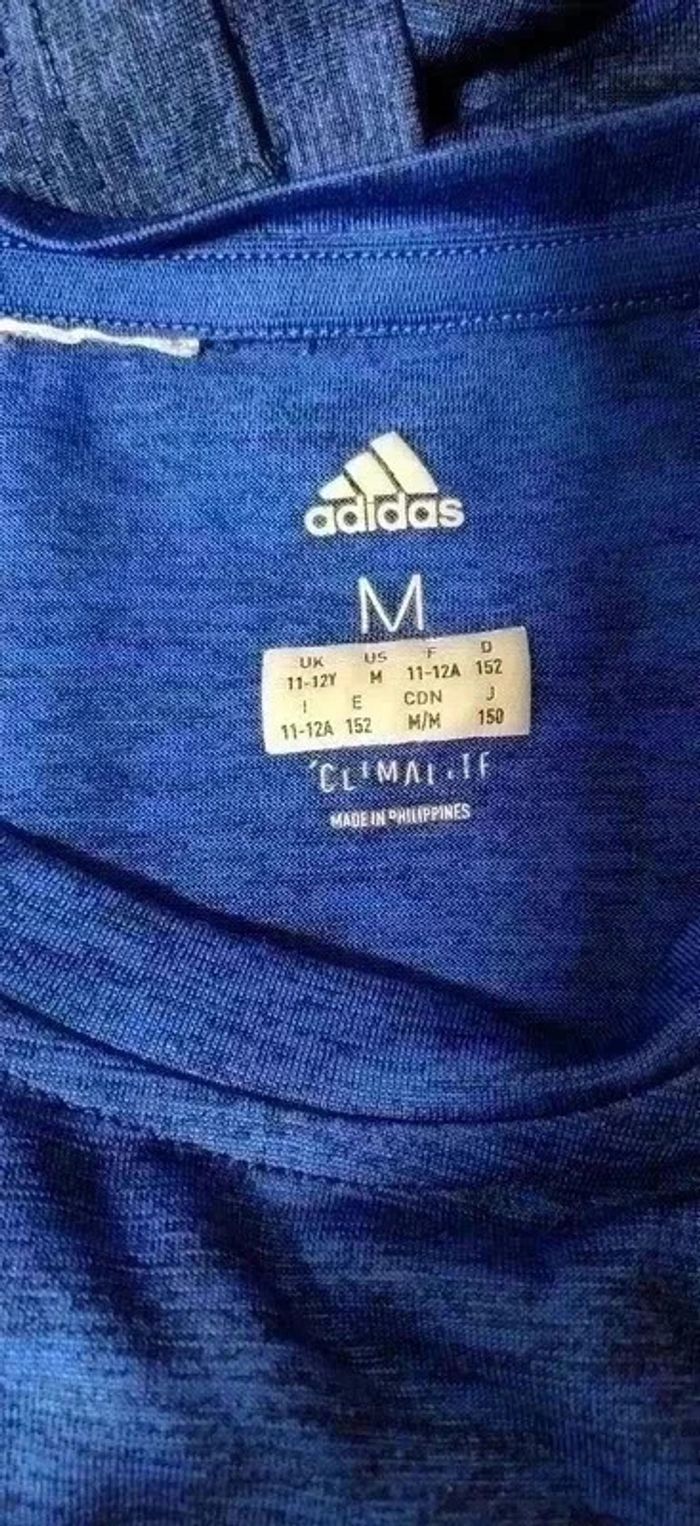 adidas
M
UK US F D
11-12Y M 11-12A 152
I E CDN J
11-12A 152 M/M 150
MADE IN PHILIPPINES